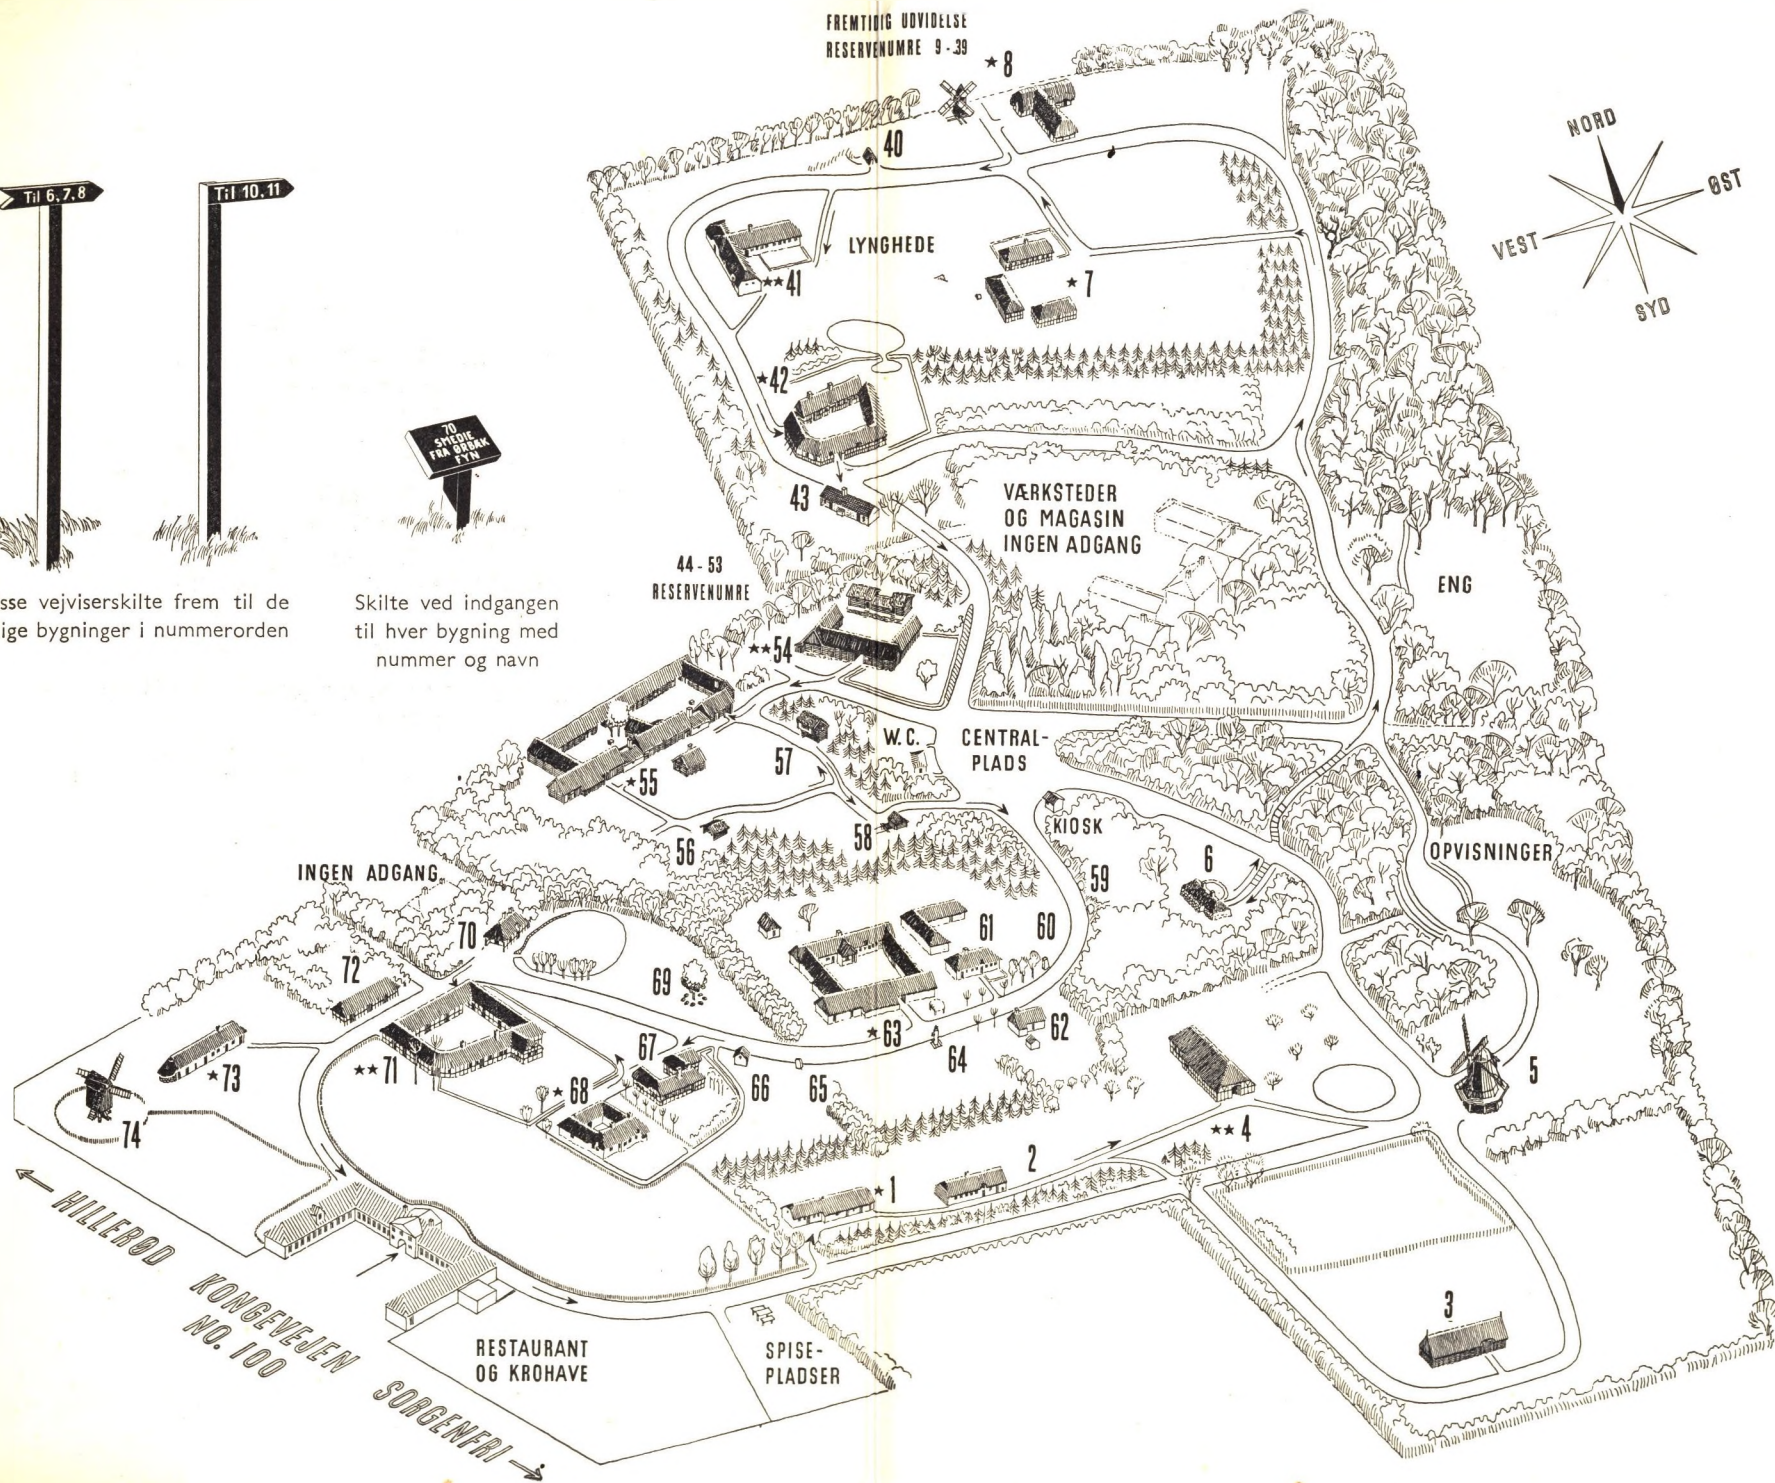 FREMTIDIG UDVIDELSE
RESERVENUMRE 9-39
★ 8
40
NORD
ØST
VEST
SYD
Til 6,7,8
Til 10,11
LYNGHEDE
★★ 41
★ 7
★ 42
70
SMEDIE
FRA ØRBÆK
FYN
43
VÆRKSTEDER
OG MAGASIN
INGEN ADGANG
44-53
RESERVENUMRE
ENG
sse vejviserskilte frem til de
ige bygninger i nummerorden
Skilte ved indgangen
til hver bygning med
nummer og navn
★★ 54
W.C.
CENTRAL-
PLADS
57
★ 55
KIOSK
58
56
OPVISNINGER
6
59
INGEN ADGANG
70
61
60
72
69
★ 63
62
67
64
5
★★ 71
★ 73
★ 68
66
65
74
★★ 4
2
★ 1
HILLERØD KONGEVEJEN SORGENFRI
NO. 100
3
RESTAURANT
OG KROHAVE
SPISE-
PLADSER